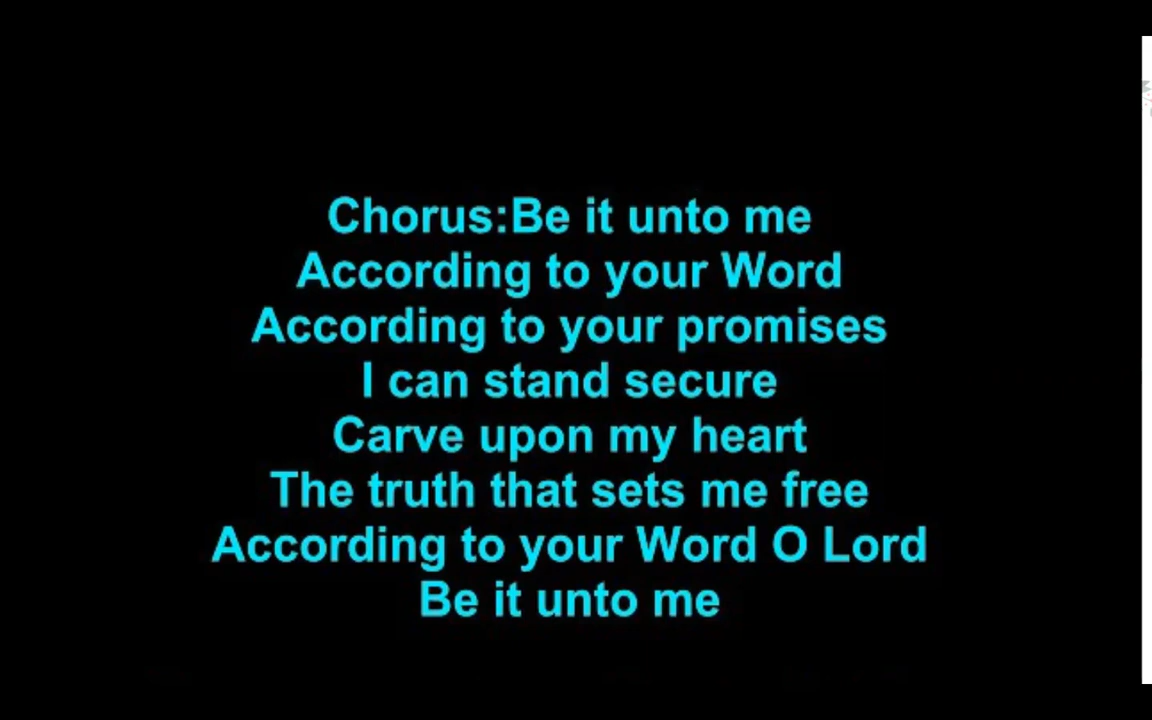 Chorus:Be it unto me
According to your Word
According to your promises
I can stand secure
Carve upon my heart
The truth that sets me free
According to your Word O Lord
Be it unto me